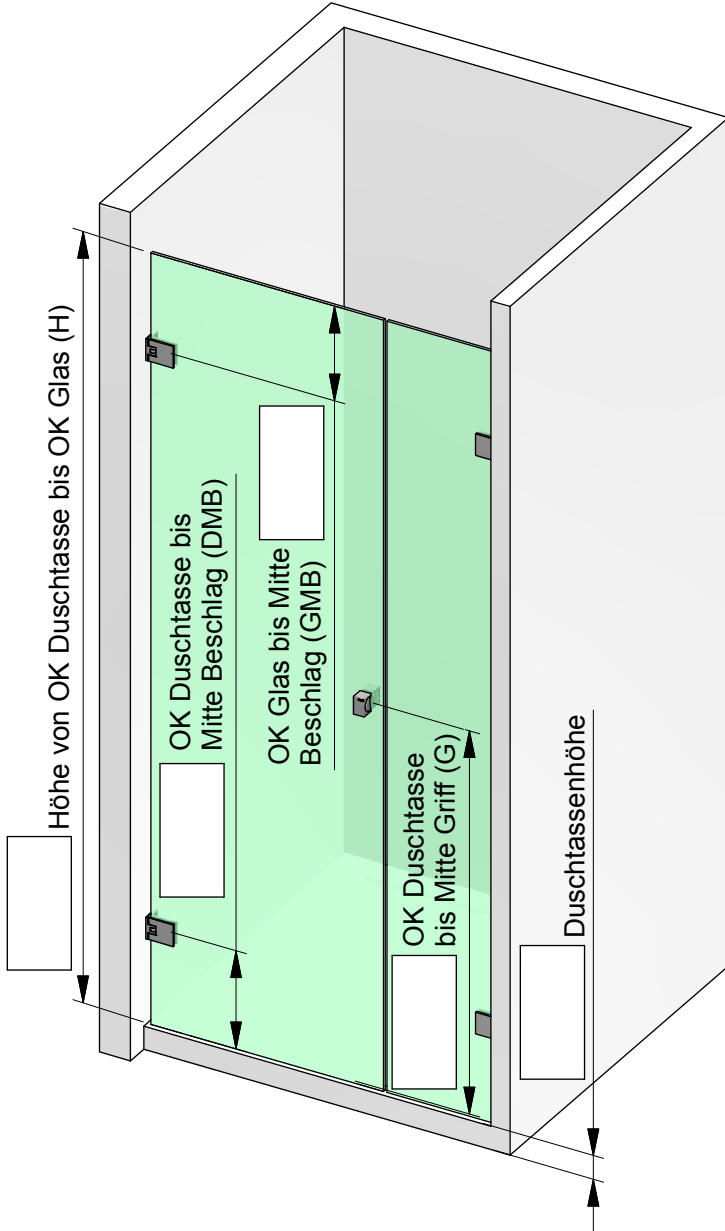 Höhe von OK Duschtasse bis OK Glas (H)
OK Duschtasse bis
Mitte Beschlag (DMB)
OK Glas bis Mitte
Beschlag (GMB)
OK Duschtasse
bis Mitte Griff (G)
Duschtassenhöhe